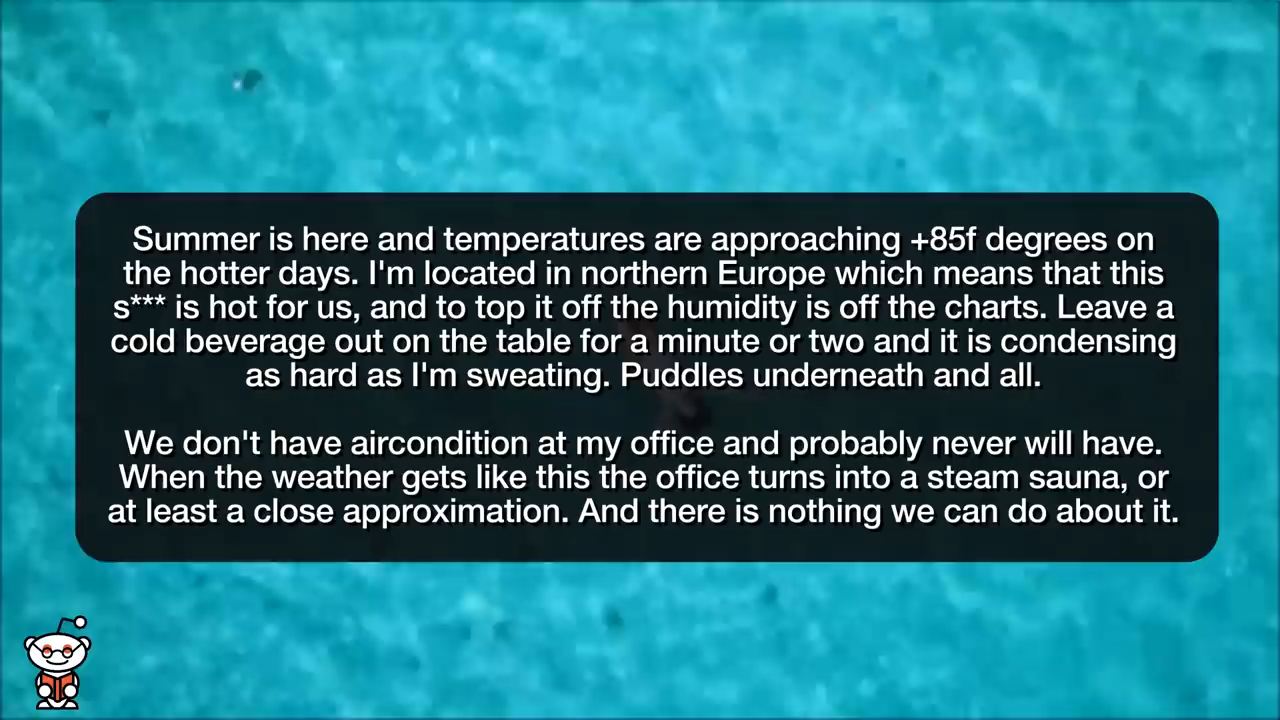 Summer is here and temperatures are approaching +85f degrees on
the hotter days. I'm located in northern Europe which means that this
s*** is hot for us, and to top it off the humidity is off the charts. Leave a
cold beverage out on the table for a minute or two and it is condensing
as hard as I'm sweating. Puddles underneath and all.
We don't have aircondition at my office and probably never will have.
When the weather gets like this the office turns into a steam sauna, or
at least a close approximation. And there is nothing we can do about it.